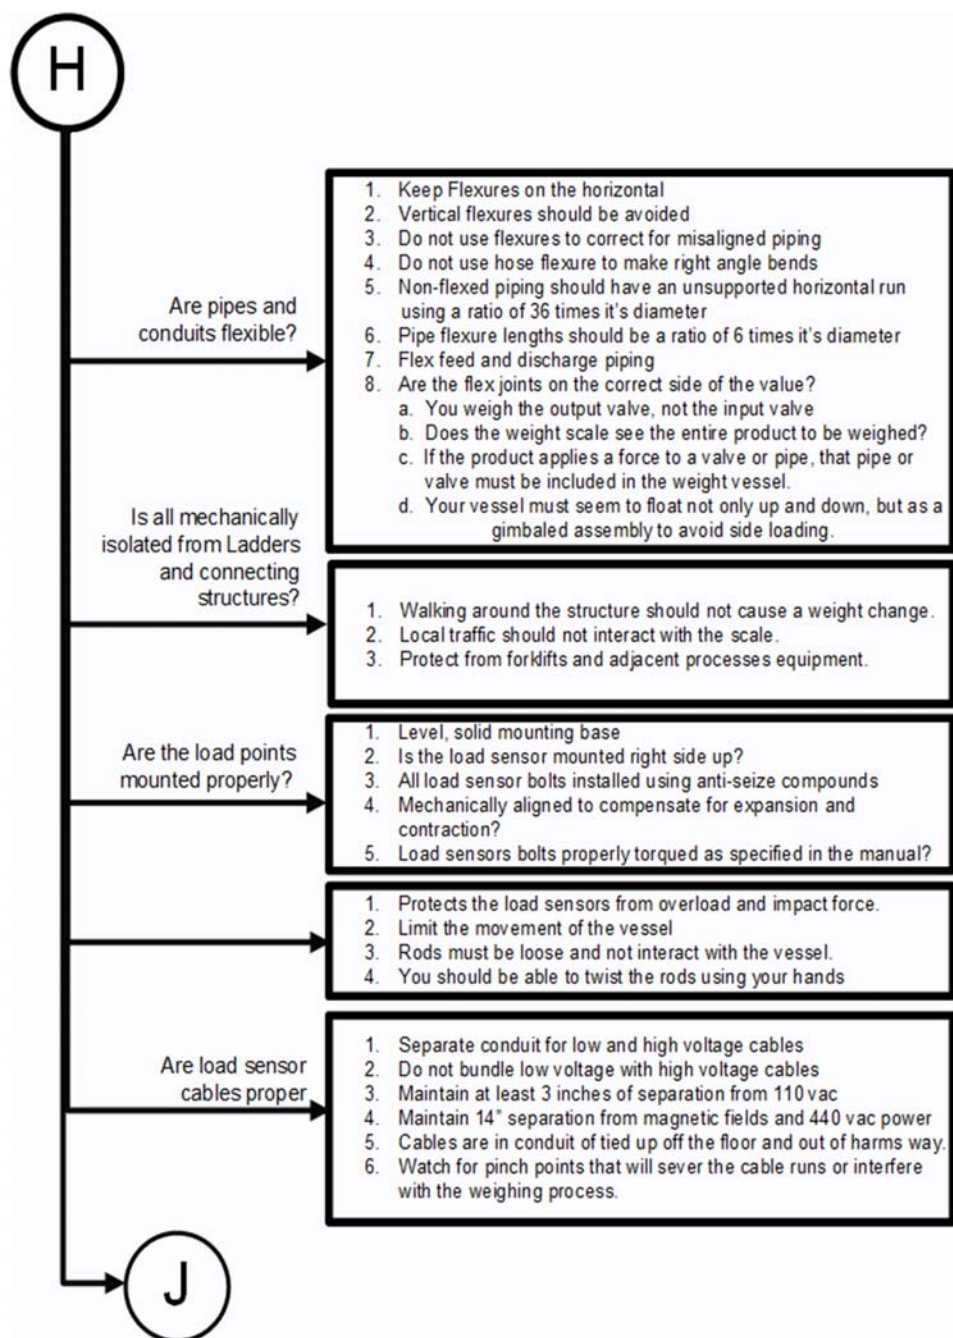 H
Are pipes and
conduits flexible?
1. Keep Flexures on the horizontal
2. Vertical flexures should be avoided
3. Do not use flexures to correct for misaligned piping
4. Do not use hose flexure to make right angle bends
5. Non-flexed piping should have an unsupported horizontal run
using a ratio of 36 times it's diameter
6. Pipe flexure lengths should be a ratio of 6 times it's diameter
7. Flex feed and discharge piping
8. Are the flex joints on the correct side of the value?
a. You weigh the output valve, not the input valve
b. Does the weight scale see the entire product to be weighed?
c. If the product applies a force to a valve or pipe, that pipe or
valve must be included in the weight vessel.
d. Your vessel must seem to float not only up and down, but as a
gimbaled assembly to avoid side loading.
Is all mechanically
isolated from Ladders
and connecting
structures?
1. Walking around the structure should not cause a weight change.
2. Local traffic should not interact with the scale.
3. Protect from forklifts and adjacent processes equipment.
Are the load points
mounted properly?
1. Level, solid mounting base
2. Is the load sensor mounted right side up?
3. All load sensor bolts installed using anti-seize compounds
4. Mechanically aligned to compensate for expansion and
contraction?
5. Load sensors bolts properly torqued as specified in the manual?
1. Protects the load sensors from overload and impact force.
2. Limit the movement of the vessel
3. Rods must be loose and not interact with the vessel.
4. You should be able to twist the rods using your hands
Are load sensor
cables proper
1. Separate conduit for low and high voltage cables
2. Do not bundle low voltage with high voltage cables
3. Maintain at least 3 inches of separation from 110 vac
4. Maintain 14" separation from magnetic fields and 440 vac power
5. Cables are in conduit of tied up off the floor and out of harms way.
6. Watch for pinch points that will sever the cable runs or interfere
with the weighing process.
J